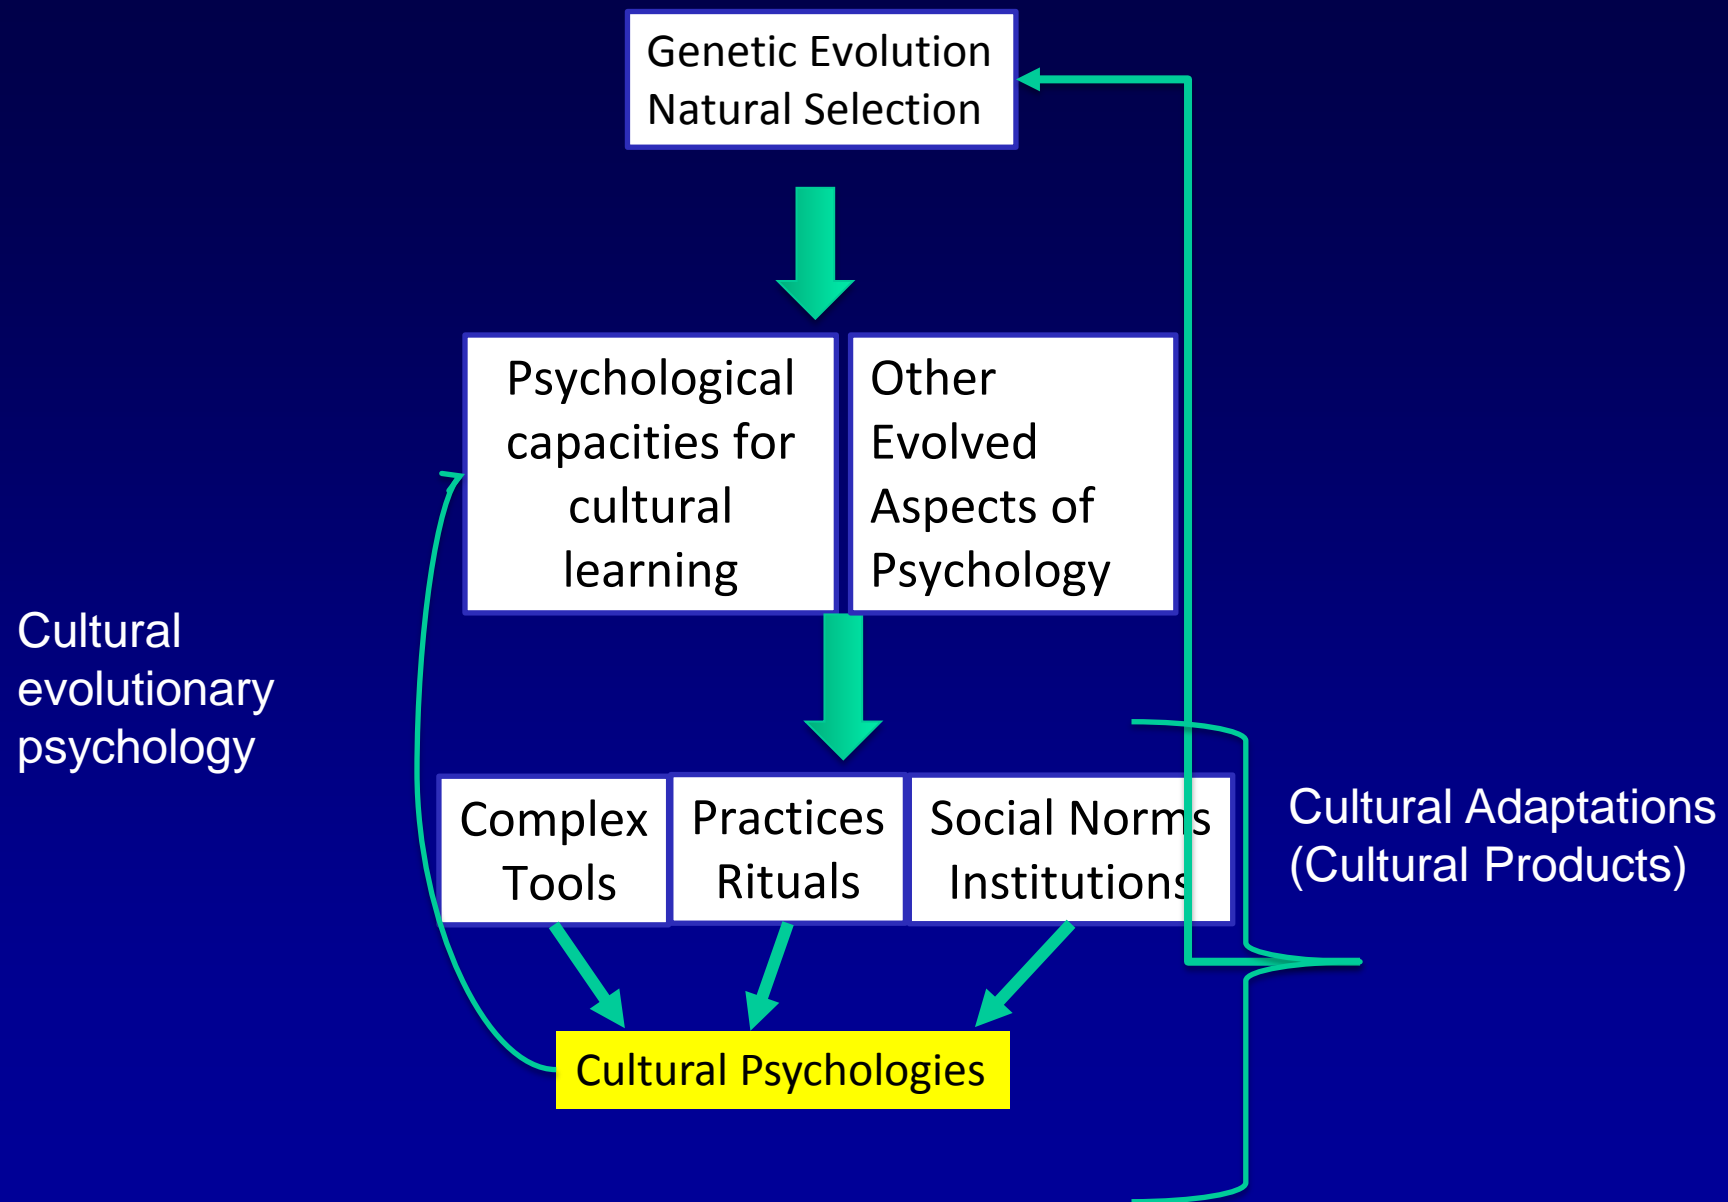 Genetic Evolution
Natural Selection
Psychological
capacities for
cultural
learning
Other
Evolved
Aspects of
Psychology
Cultural
evolutionary
psychology
Complex
Tools
Practices
Rituals
Social Norms
Institutions
Cultural Adaptations
(Cultural Products)
Cultural Psychologies